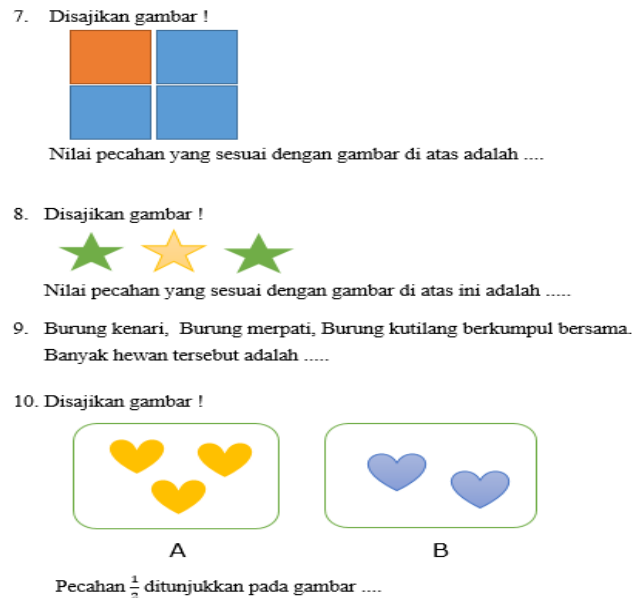 7. Disajikan gambar !
Nilai pecahan yang sesuai dengan gambar di atas adalah ....
8. Disajikan gambar !
Nilai pecahan yang sesuai dengan gambar di atas ini adalah .....
9. Burung kenari, Burung merpati, Burung kutilang berkumpul bersama.
Banyak hewan tersebut adalah .....
10. Disajikan gambar !
A B
Pecahan ditunjukkan pada gambar ....